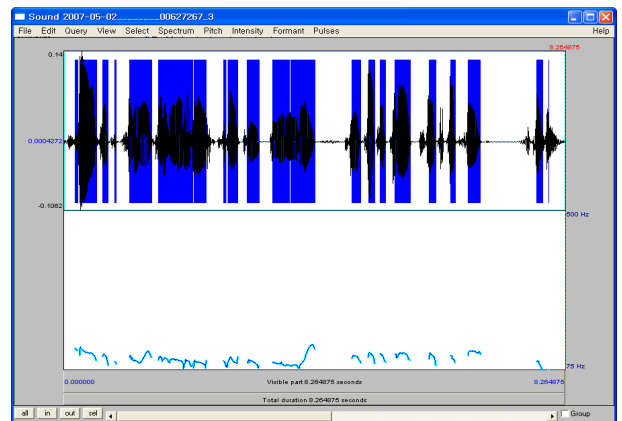 Sound 2007-05-02________00627267_3
File Edit Query View Select Spectrum Pitch Intensity Formant Pulses Help
8.264875
0.14
0.0004272
-0.1062
500 Hz
75 Hz
0.000000 Visible part 8.264875 seconds 8.264875
Total duration 8.264875 seconds
all in out sel Group